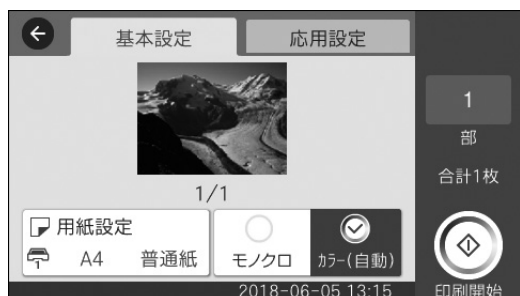 基本設定
応用設定
1/1
用紙設定
A4 普通紙
モノクロ
カラー(自動)
2018-06-05 13:15
1
部
合計1枚
印刷開始